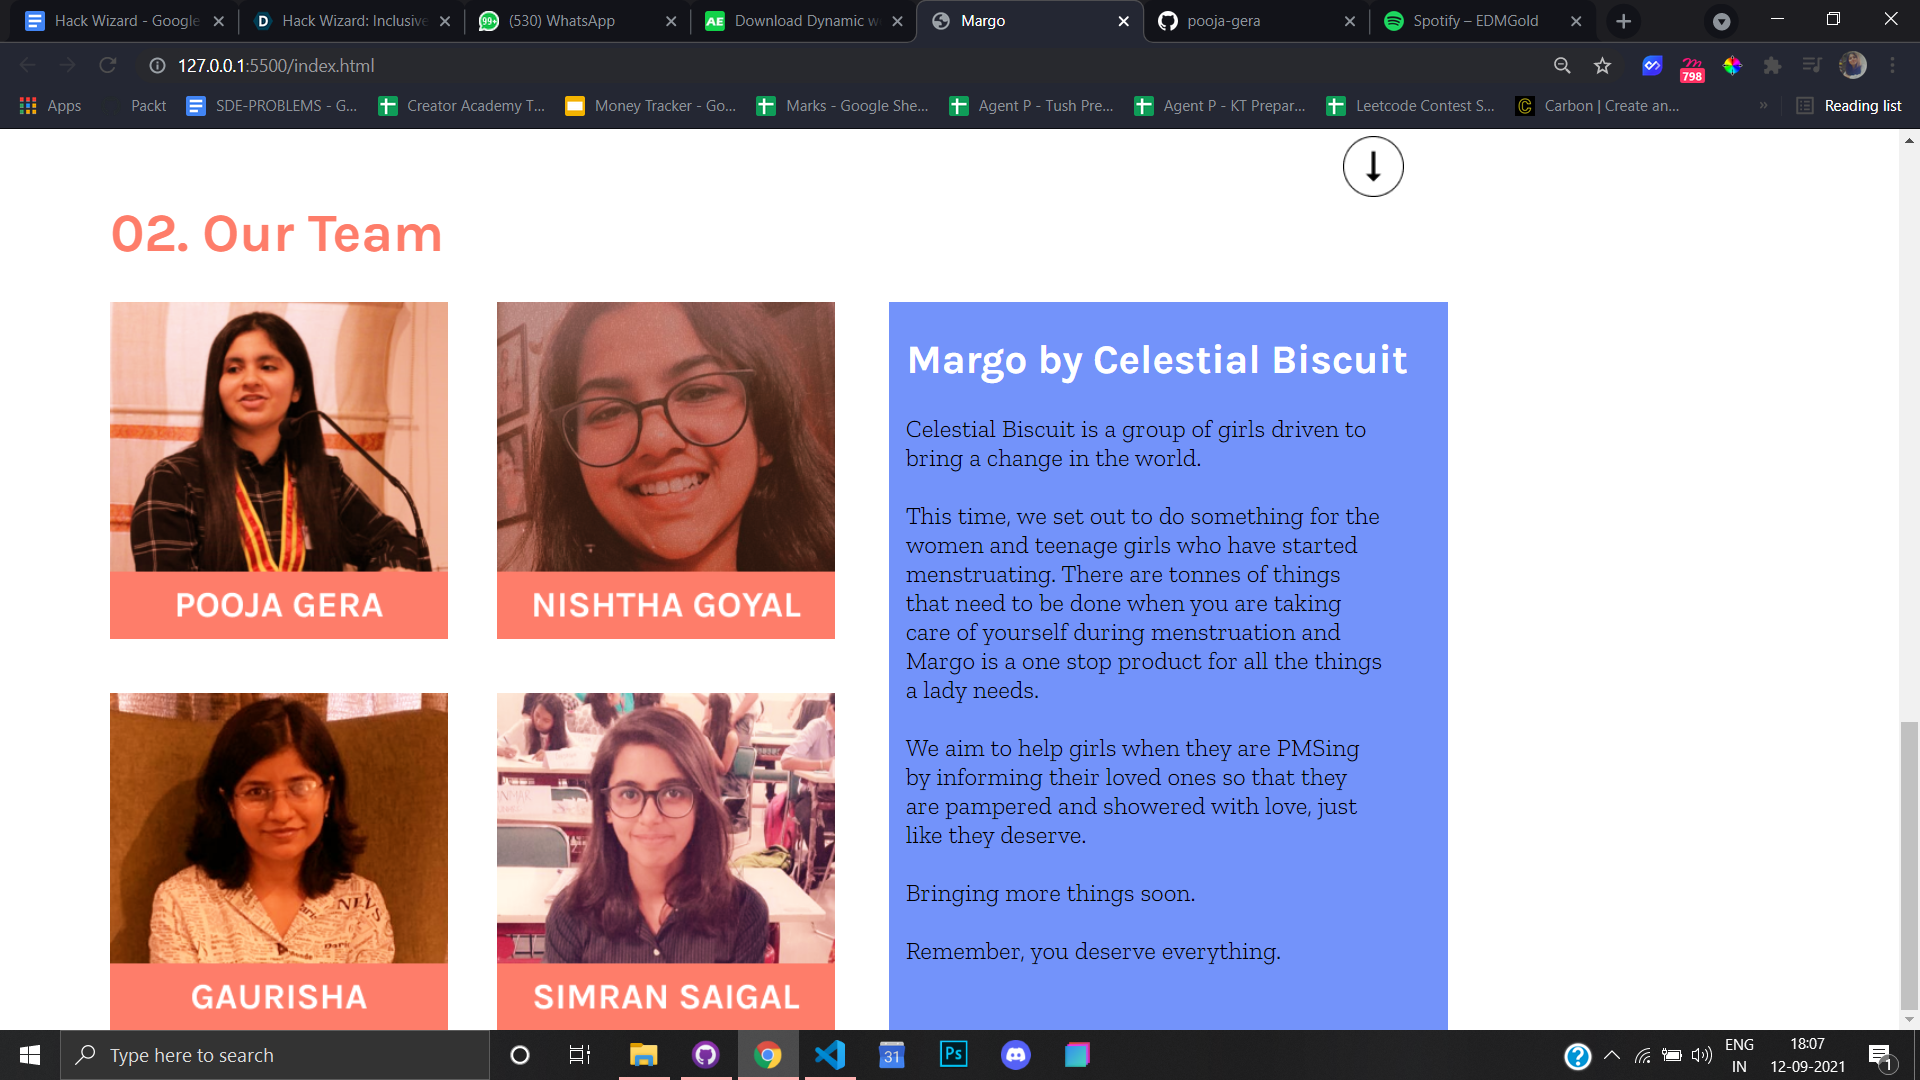 Hack Wizard - Google
Hack Wizard: Inclusive
(530) WhatsApp
Download Dynamic w
Margo
pooja-gera
Spotify – EDMGold
127.0.0.1:5500/index.html
798
Apps
Packt
SDE-PROBLEMS - G...
Creator Academy T...
Money Tracker - Go...
Marks - Google She...
Agent P - Tush Pre...
Agent P - KT Prepar...
Leetcode Contest S...
Carbon | Create an...
»
Reading list
02. Our Team
POOJA GERA
NISHTHA GOYAL
GAURISHA
SIMRAN SAIGAL
Margo by Celestial Biscuit
Celestial Biscuit is a group of girls driven to
bring a change in the world.
This time, we set out to do something for the
women and teenage girls who have started
menstruating. There are tonnes of things
that need to be done when you are taking
care of yourself during menstruation and
Margo is a one stop product for all the things
a lady needs.
We aim to help girls when they are PMSing
by informing their loved ones so that they
are pampered and showered with love, just
like they deserve.
Bringing more things soon.
Remember, you deserve everything.
Type here to search
31
Ps
ENG
IN
18:07
12-09-2021
1